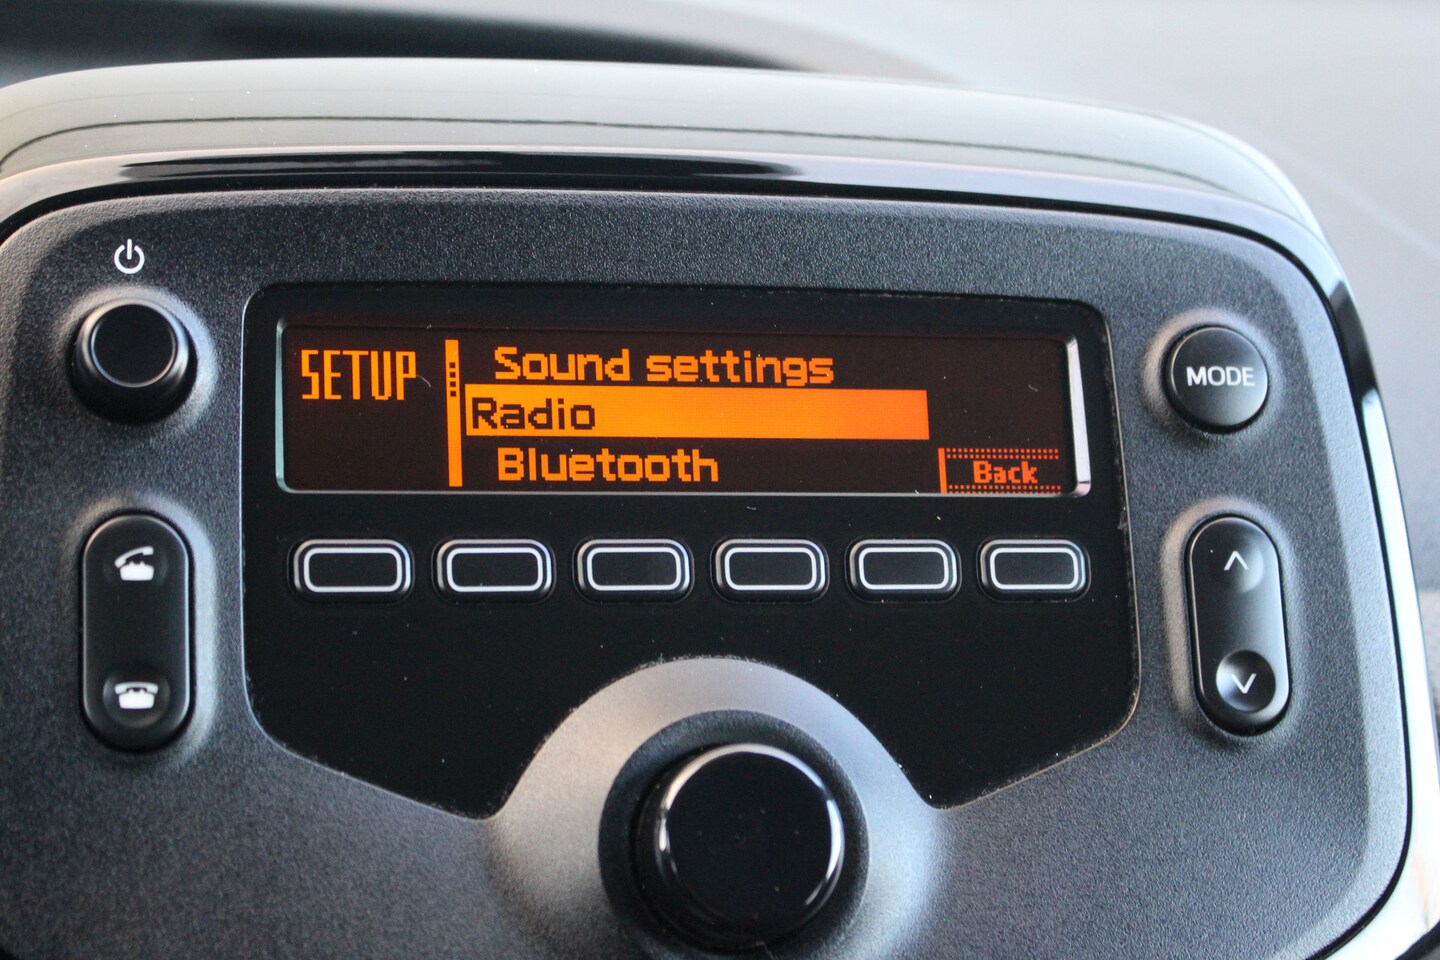 SETUP
Sound settings
Radio
Bluetooth
Back
MODE